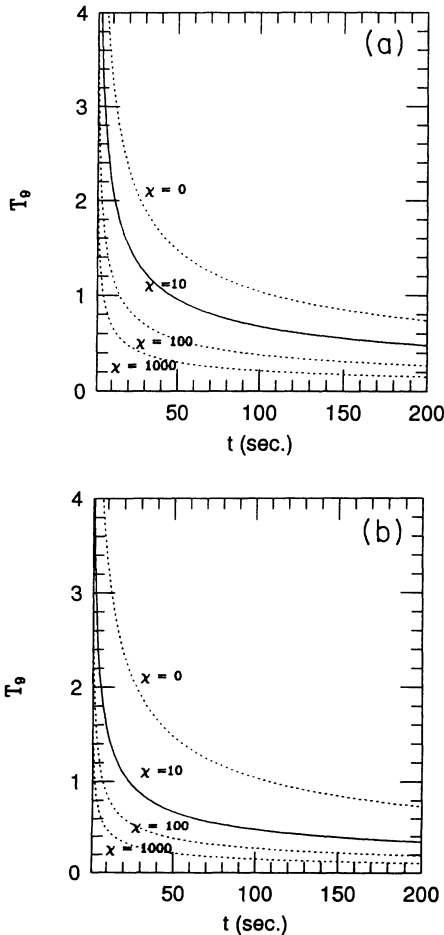 (a)
4
3
2
1
0
T₉
χ = 0
χ =10
χ = 100
χ = 1000
50
100
150
200
t (sec.)
(b)
4
3
2
1
0
T₉
χ = 0
χ =10
χ = 100
χ = 1000
50
100
150
200
t (sec.)